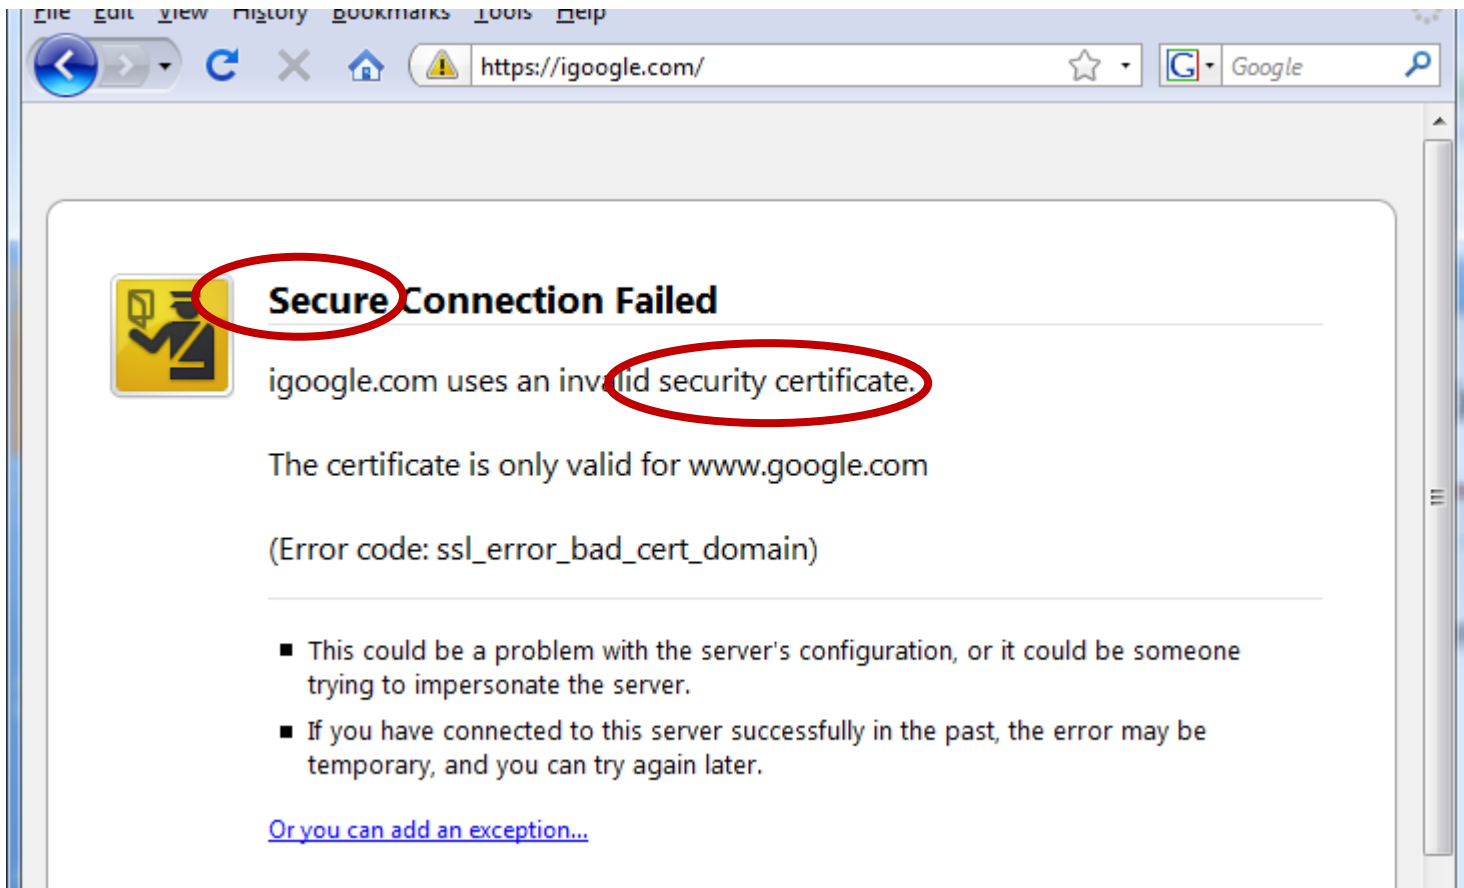 File Edit View History Bookmarks Tools Help
https://igoogle.com/ G Google
Secure Connection Failed
igoogle.com uses an invalid security certificate.
The certificate is only valid for www.google.com
(Error code: ssl_error_bad_cert_domain)
This could be a problem with the server's configuration, or it could be someone
trying to impersonate the server.
If you have connected to this server successfully in the past, the error may be
temporary, and you can try again later.
Or you can add an exception...